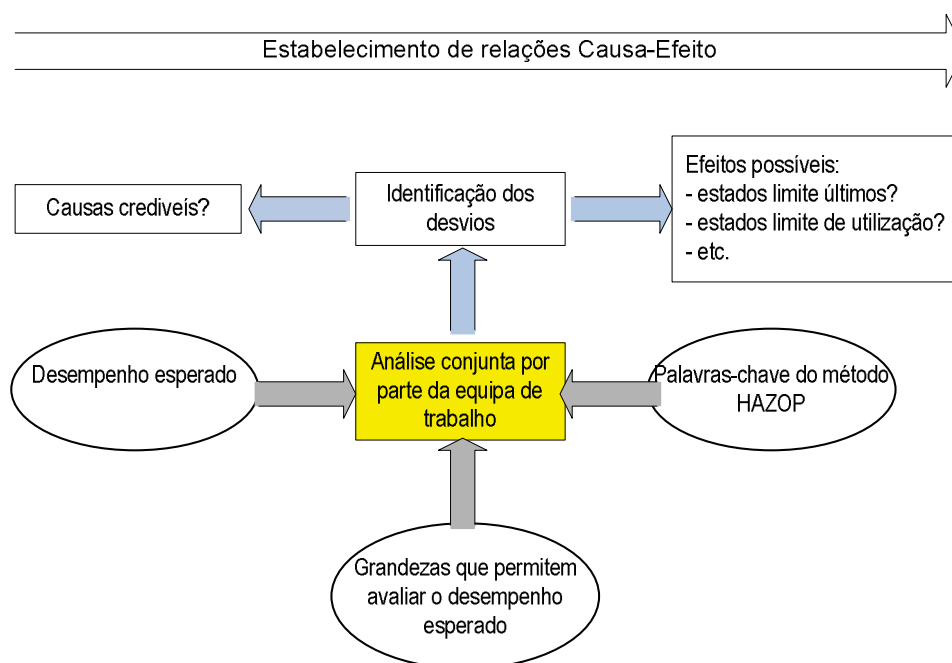 Estabelecimento de relações Causa-Efeito
Causas credivéis?
Identificação dos
desvios
Efeitos possíveis:
- estados limite últimos?
- estados limite de utilização?
- etc.
Desempenho esperado
Análise conjunta por
parte da equipa de
trabalho
Palavras-chave do método
HAZOP
Grandezas que permitem
avaliar o desempenho
esperado